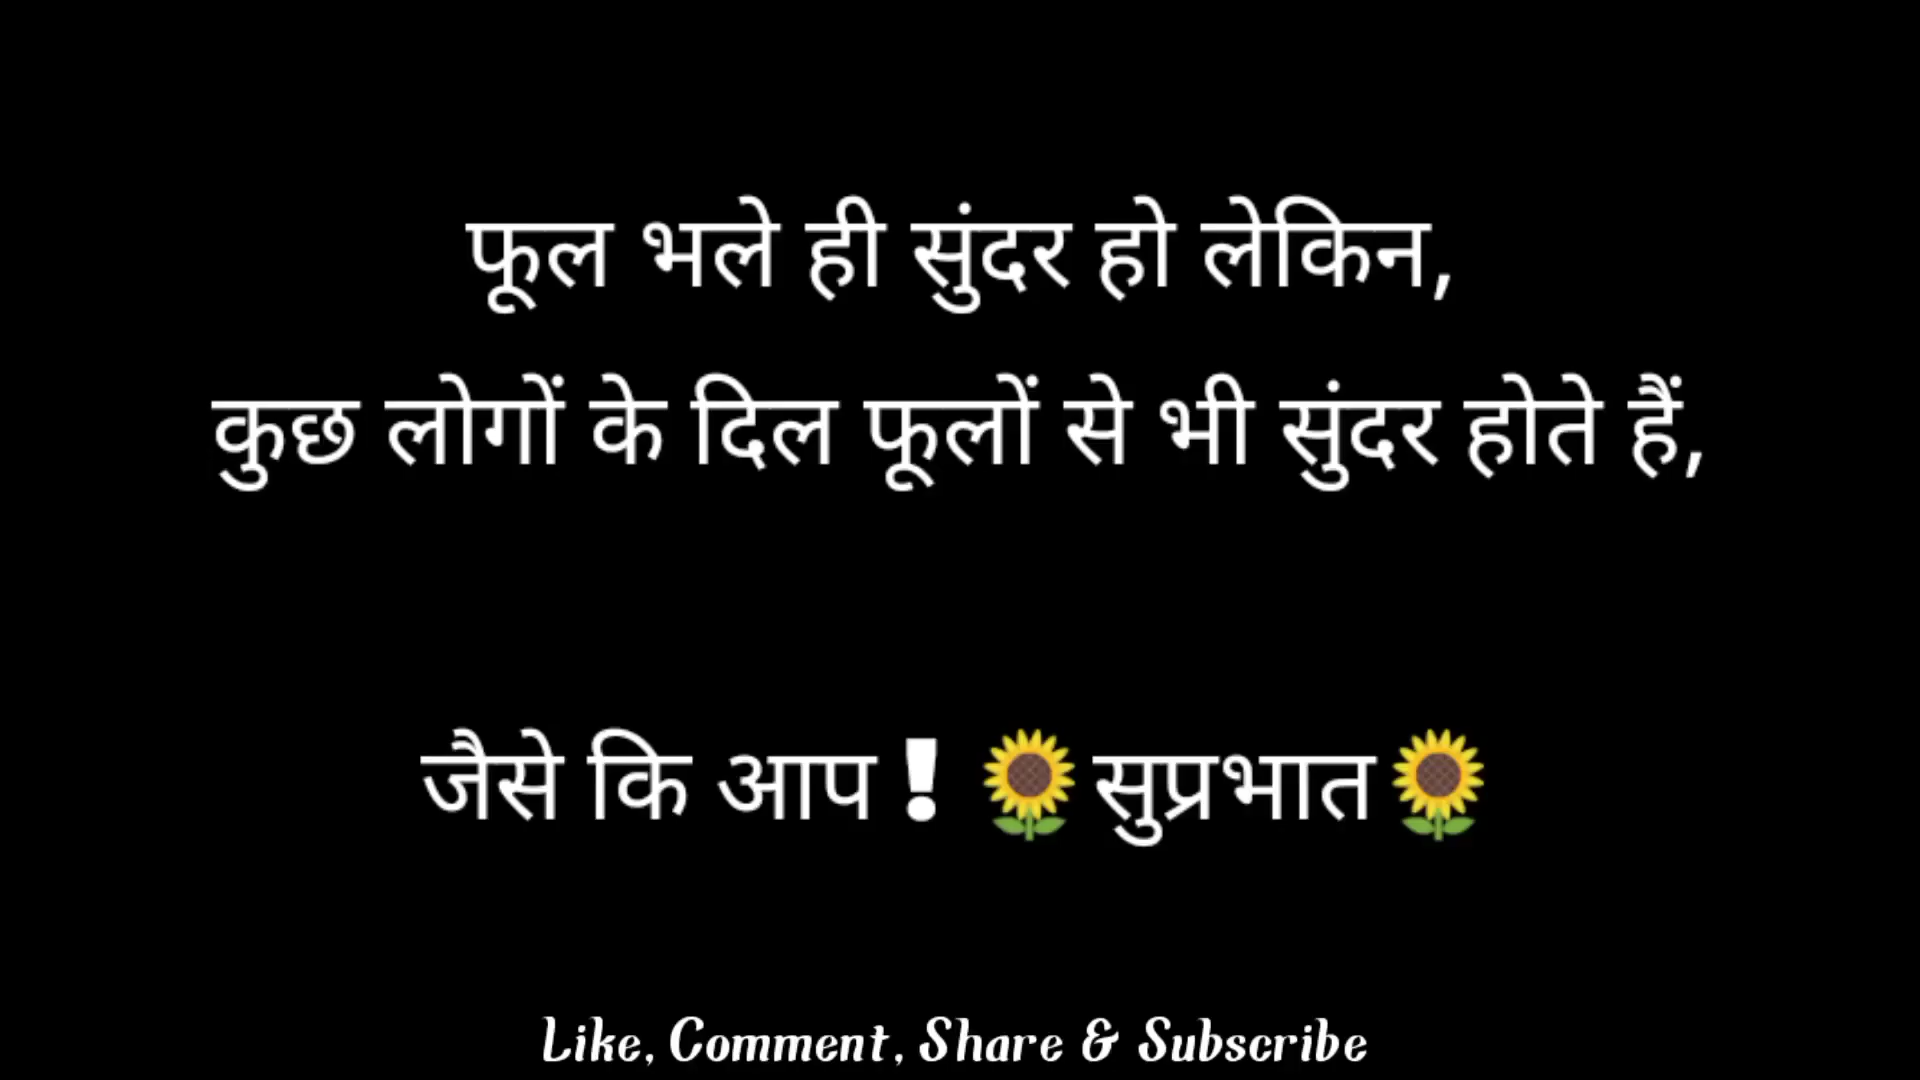 फूल भले ही सुंदर हो लेकिन,
कुछ लोगों के दिल फूलों से भी सुंदर होते हैं,
जैसे कि आप ! 🌻सुप्रभात🌻
Like, Comment, Share & Subscribe